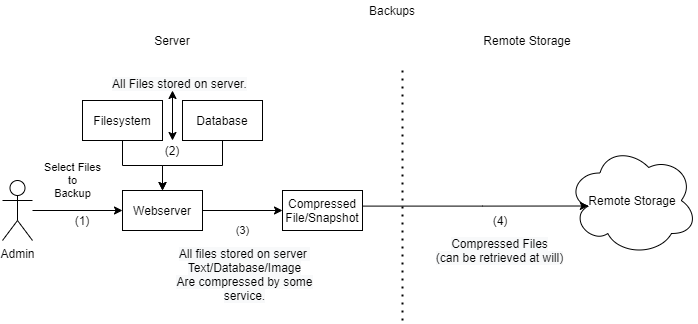 Backups
Server
Remote Storage
All Files stored on server.
Filesystem
Database
(2)
Select Files
to
Backup
(1)
Admin
Webserver
(3)
Compressed
File/Snapshot
All files stored on server
Text/Database/Image
Are compressed by some
service.
(4)
Compressed Files
(can be retrieved at will)
Remote Storage